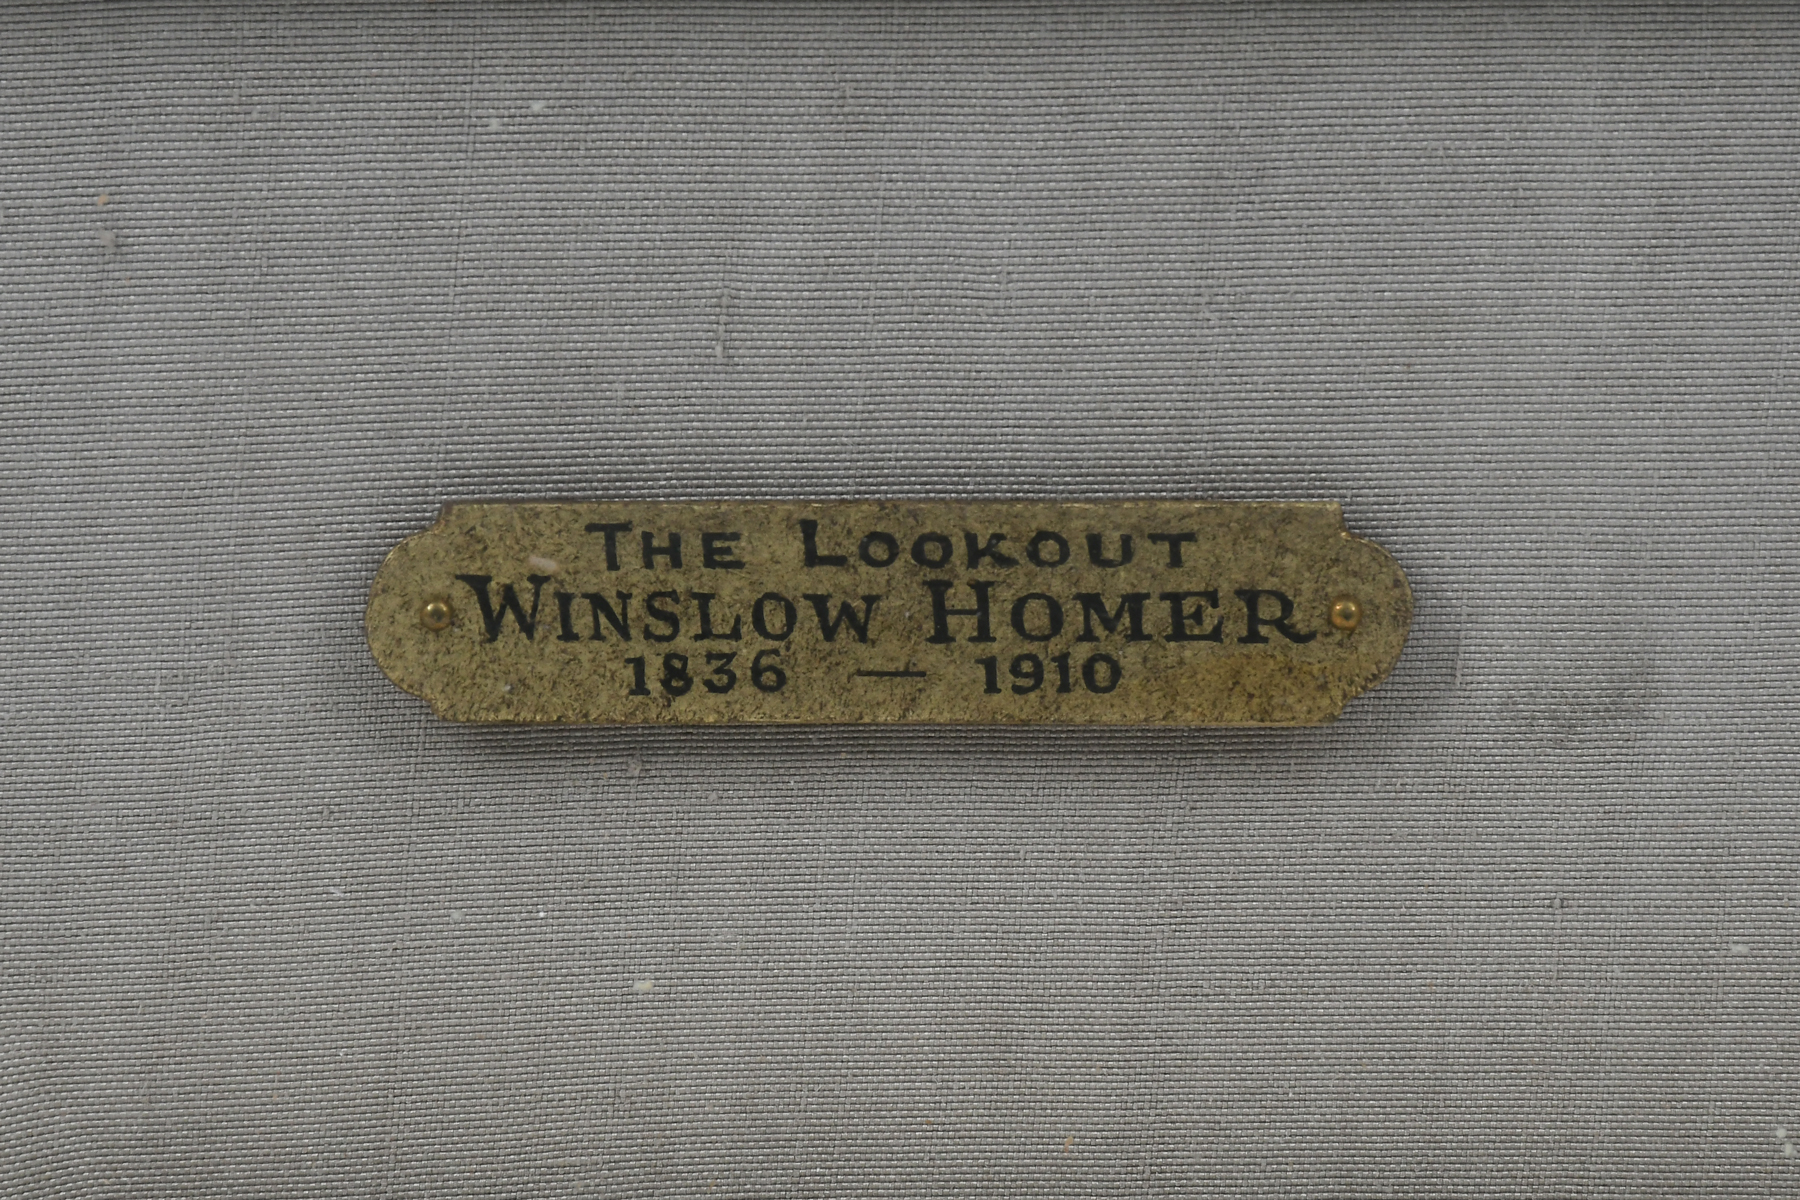 THE LOOKOUT
WINSLOW HOMER
1836 — 1910